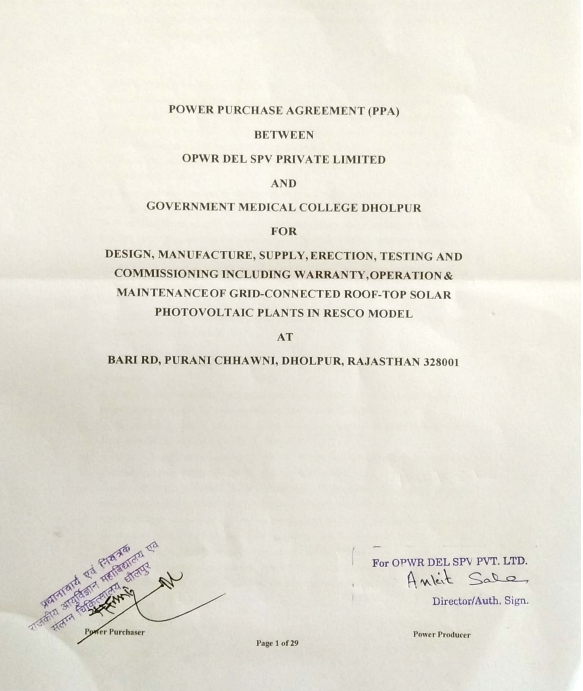 POWER PURCHASE AGREEMENT (PPA)
BETWEEN
OPWR DEL SPV PRIVATE LIMITED
AND
GOVERNMENT MEDICAL COLLEGE DHOLPUR
FOR
DESIGN, MANUFACTURE, SUPPLY, ERECTION, TESTING AND
COMMISSIONING INCLUDING WARRANTY, OPERATION &
MAINTENANCE OF GRID-CONNECTED ROOF-TOP SOLAR
PHOTOVOLTAIC PLANTS IN RESCO MODEL
AT
BARI RD, PURANI CHHAWNI, DHOLPUR, RAJASTHAN 328001
प्रधानाचार्य एवं नियंत्रक
राजकीय आयुर्विज्ञान महाविद्यालय एवं
संलग्न चिकित्सालय, धौलपुर
Power Purchaser
Page 1 of 29
For OPWR DEL SPV PVT. LTD.
Ankit
Director/Auth. Sign.
Power Producer